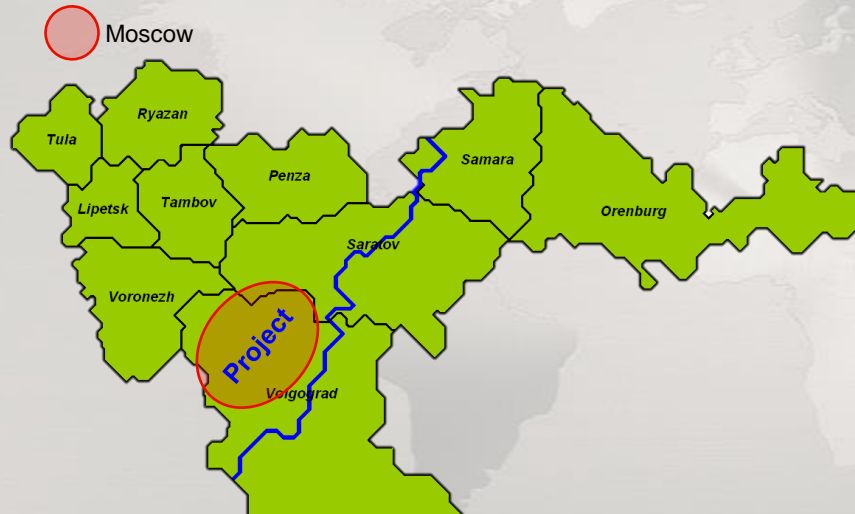 Moscow
Ryazan
Tula
Samara
Penza
Tambov
Lipetsk
Orenburg
Saratov
Voronezh
Project
Volgograd